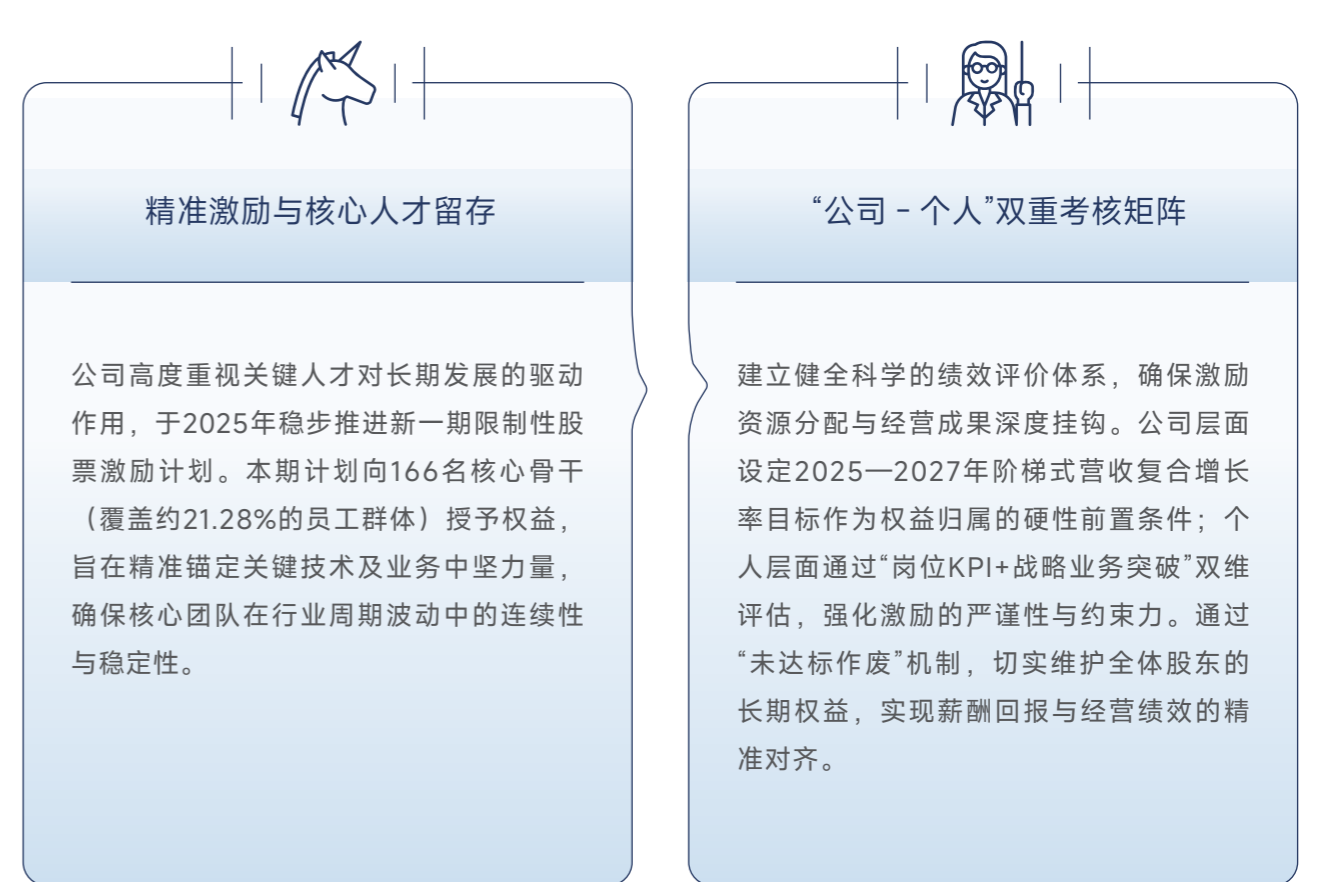 精准激励与核心人才留存
公司高度重视关键人才对长期发展的驱动
作用，于2025年稳步推进新一期限制性股
票激励计划。本期计划向166名核心骨干
（覆盖约21.28%的员工群体）授予权益，
旨在精准锚定关键技术及业务中坚力量，
确保核心团队在行业周期波动中的连续性
与稳定性。
“公司 – 个人”双重考核矩阵
建立健全科学的绩效评价体系，确保激励
资源分配与经营成果深度挂钩。公司层面
设定2025—2027年阶梯式营收复合增长
率目标作为权益归属的硬性前置条件；个
人层面通过“岗位KPI+战略业务突破”双维
评估，强化激励的严谨性与约束力。通过
“未达标作废”机制，切实维护全体股东的
长期权益，实现薪酬回报与经营绩效的精
准对齐。